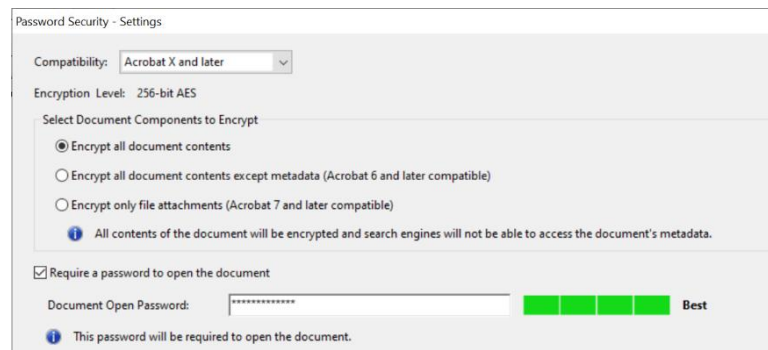 Password Security - Settings
Compatibility: Acrobat X and later
Encryption Level: 256-bit AES
Select Document Components to Encrypt
Encrypt all document contents
Encrypt all document contents except metadata (Acrobat 6 and later compatible)
Encrypt only file attachments (Acrobat 7 and later compatible)
All contents of the document will be encrypted and search engines will not be able to access the document's metadata.
Require a password to open the document
Document Open Password: ************* Best
This password will be required to open the document.